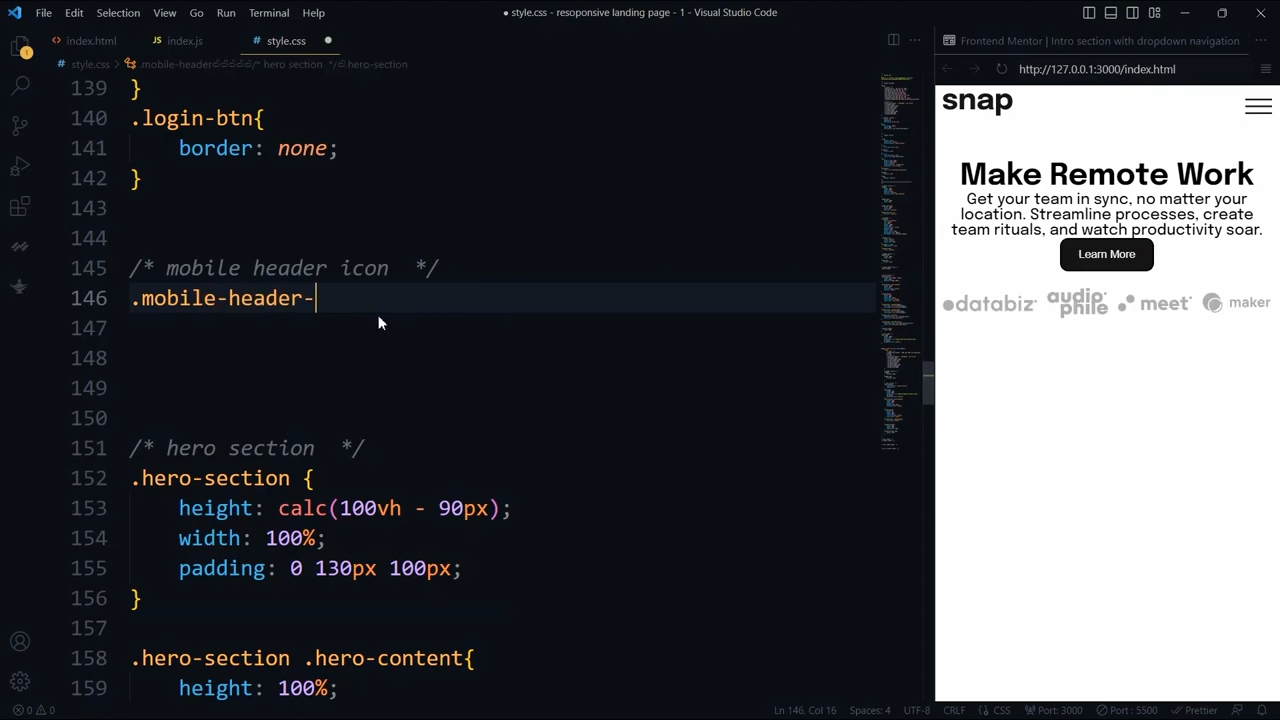 File Edit Selection View Go Run Terminal Help
● style.css - resoponsive landing page - 1 - Visual Studio Code
index.html
JS index.js
# style.css ●
Frontend Mentor | Intro section with dropdown navigation
http://127.0.0.1:3000/index.html
139 }
140 .login-btn{
141 border: none;
142 }
143
144
145 /* mobile header icon */
146 .mobile-header-
147
148
149
150
151 /* hero section */
152 .hero-section {
153 height: calc(100vh - 90px);
154 width: 100%;
155 padding: 0 130px 100px;
156 }
157
158 .hero-section .hero-content{
159 height: 100%;
snap
Make Remote Work
Get your team in sync, no matter your
location. Streamline processes, create
team rituals, and watch productivity soar.
Learn More
databiz audiophile meet maker
0 0
Ln 146, Col 16 Spaces: 4 UTF-8 CRLF CSS Port: 3000 Port : 5500 Prettier